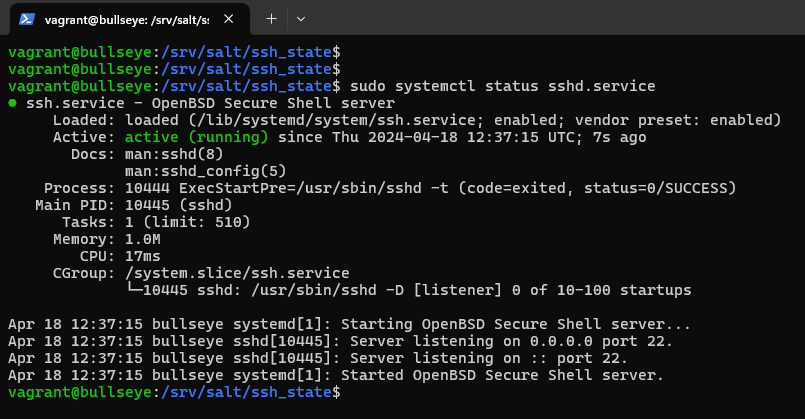 vagrant@bullseye: /srv/salt/ss
vagrant@bullseye:/srv/salt/ssh_state$
vagrant@bullseye:/srv/salt/ssh_state$
vagrant@bullseye:/srv/salt/ssh_state$ sudo systemctl status sshd.service
● ssh.service - OpenBSD Secure Shell server
     Loaded: loaded (/lib/systemd/system/ssh.service; enabled; vendor preset: enabled)
     Active: active (running) since Thu 2024-04-18 12:37:15 UTC; 7s ago
       Docs: man:sshd(8)
             man:sshd_config(5)
    Process: 10444 ExecStartPre=/usr/sbin/sshd -t (code=exited, status=0/SUCCESS)
   Main PID: 10445 (sshd)
      Tasks: 1 (limit: 510)
     Memory: 1.0M
        CPU: 17ms
     CGroup: /system.slice/ssh.service
             └─10445 sshd: /usr/sbin/sshd -D [listener] 0 of 10-100 startups

Apr 18 12:37:15 bullseye systemd[1]: Starting OpenBSD Secure Shell server...
Apr 18 12:37:15 bullseye sshd[10445]: Server listening on 0.0.0.0 port 22.
Apr 18 12:37:15 bullseye sshd[10445]: Server listening on :: port 22.
Apr 18 12:37:15 bullseye systemd[1]: Started OpenBSD Secure Shell server.
vagrant@bullseye:/srv/salt/ssh_state$